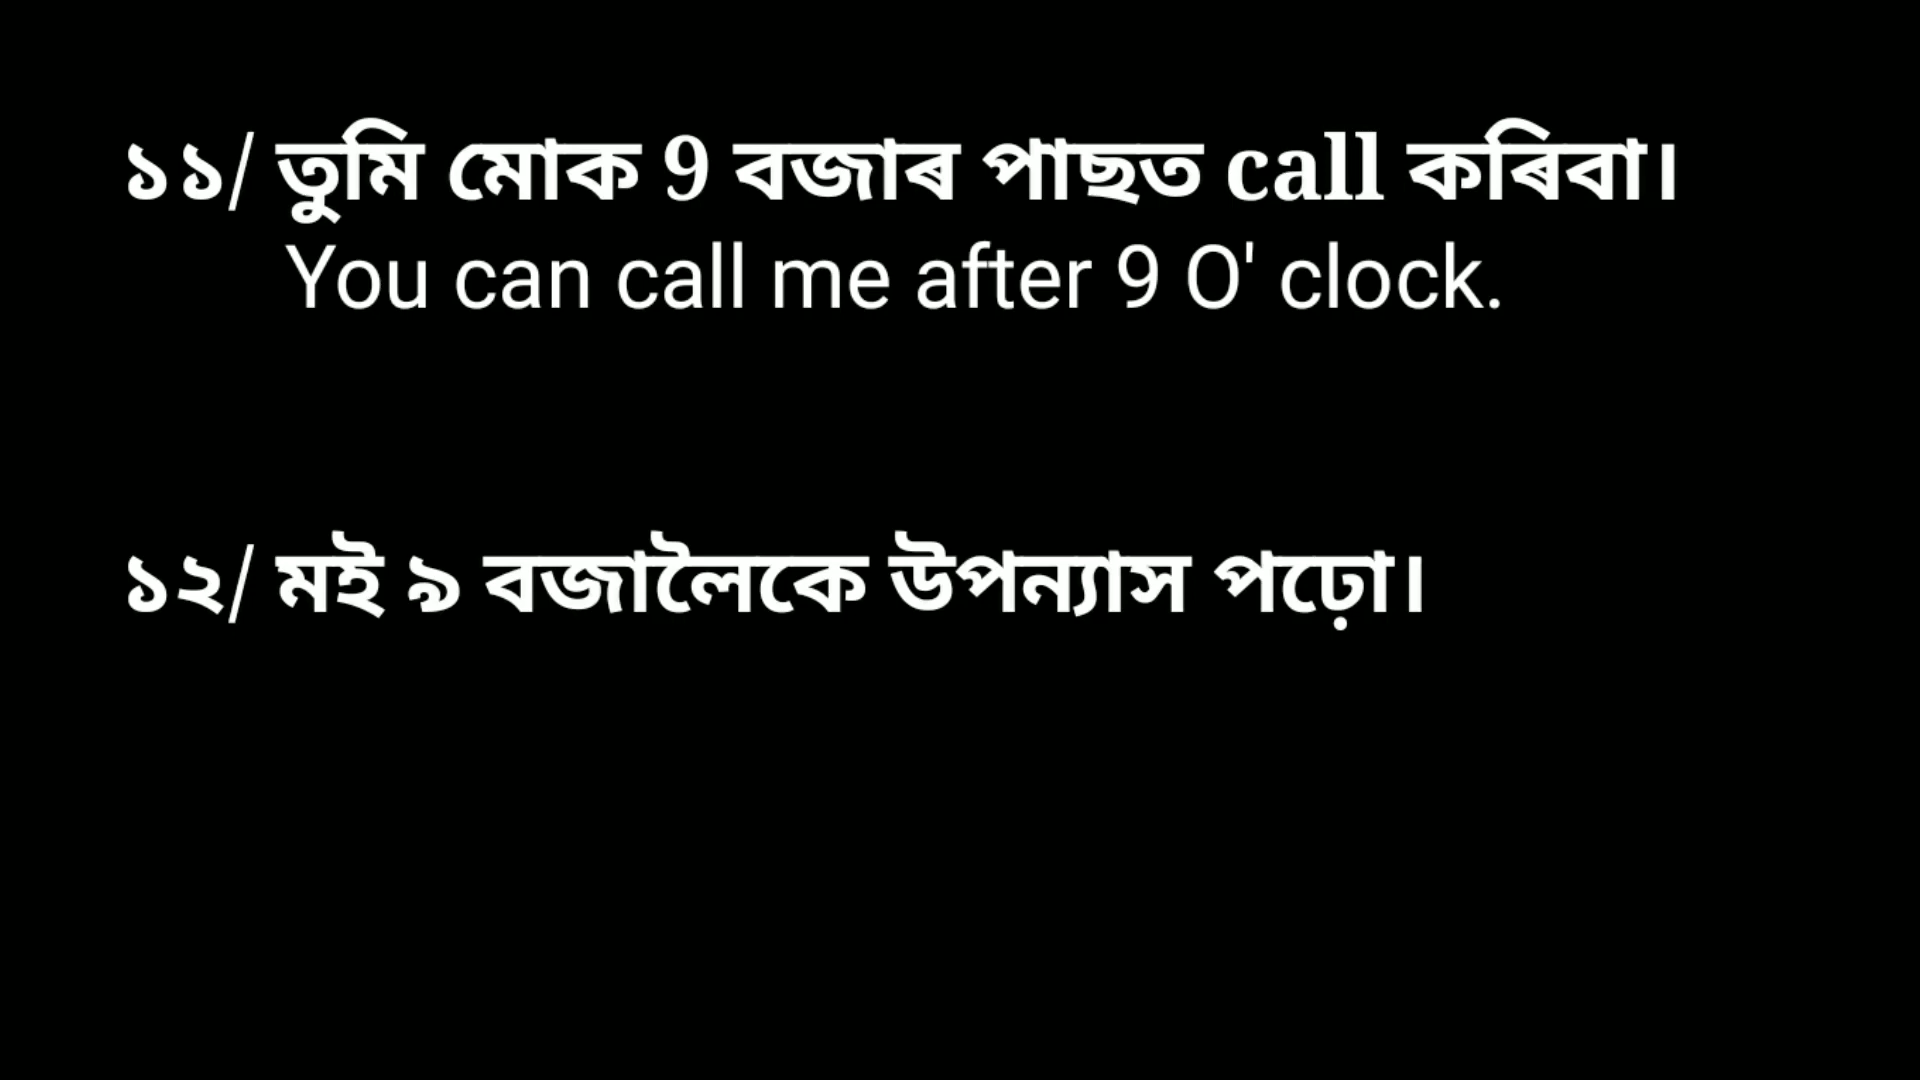 ১১/ তুমি মোক 9 বজাৰ পাছত call কৰিবা।
You can call me after 9 O' clock.
১২/ মই ৯ বজালৈকে উপন্যাস পঢ়ো।